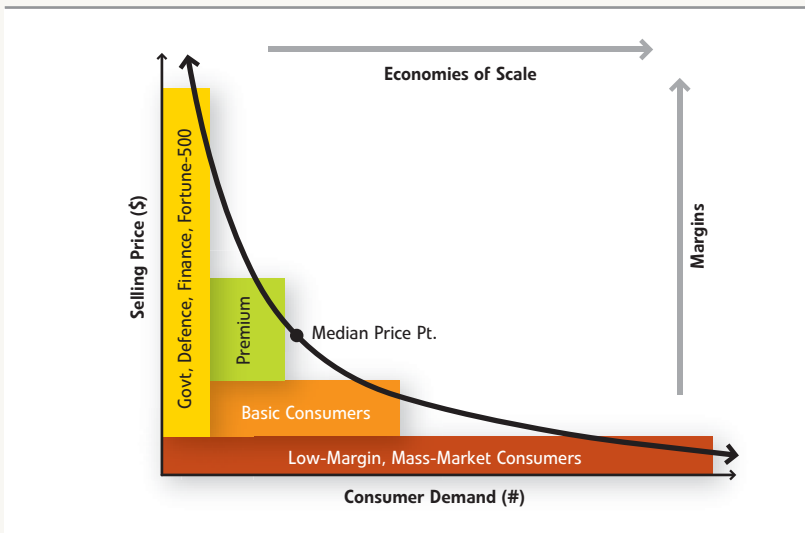 Economies of Scale
Selling Price ($)
Govt, Defence, Finance, Fortune-500
Margins
Premium
Median Price Pt.
Basic Consumers
Low-Margin, Mass-Market Consumers
Consumer Demand (#)